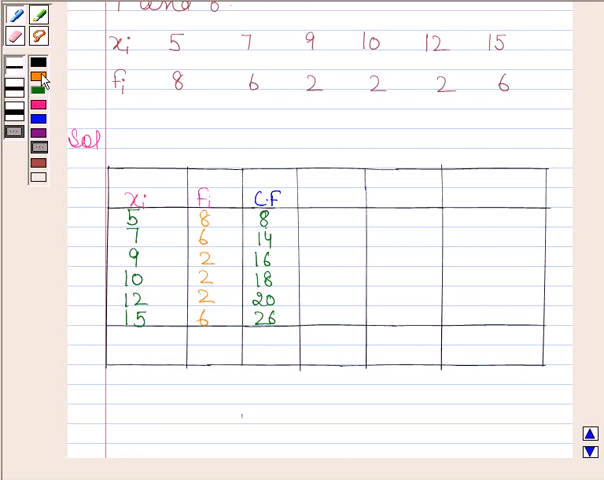 xi 5 7 9 10 12 15
fi 8 6 2 2 2 6
Sol
xi fi C.F
5 8 8
7 6 14
9 2 16
10 2 18
12 2 20
15 6 26